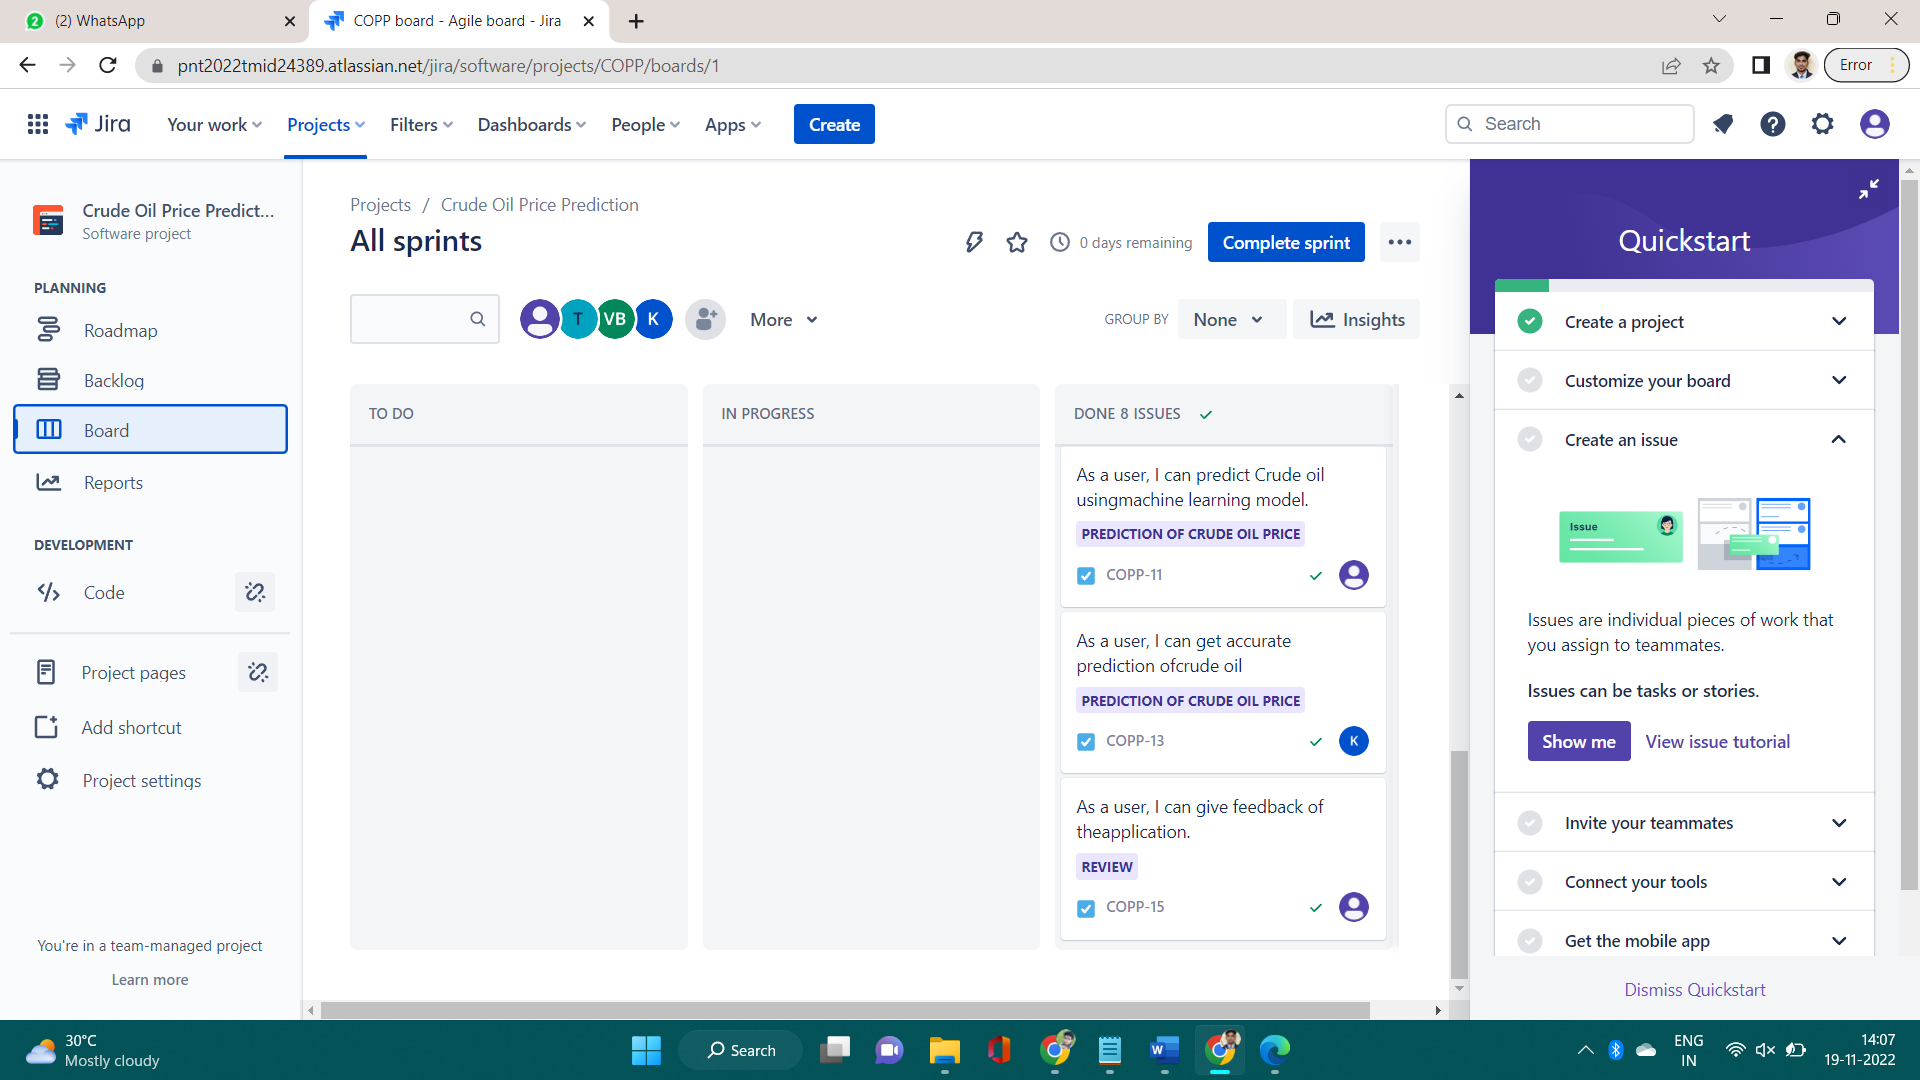 (2) WhatsApp
COPP board - Agile board - Jira
pnt2022tmid24389.atlassian.net/jira/software/projects/COPP/boards/1
Error
Jira
Your work
Projects
Filters
Dashboards
People
Apps
Create
Search
Crude Oil Price Predict...
Software project
PLANNING
Roadmap
Backlog
Board
Reports
DEVELOPMENT
Code
Project pages
Add shortcut
Project settings
You're in a team-managed project
Learn more
Projects / Crude Oil Price Prediction
All sprints
0 days remaining
Complete sprint
T
VB
K
More
GROUP BY
None
Insights
TO DO
IN PROGRESS
DONE 8 ISSUES
As a user, I can predict Crude oil
usingmachine learning model.
PREDICTION OF CRUDE OIL PRICE
COPP-11
As a user, I can get accurate
prediction ofcrude oil
PREDICTION OF CRUDE OIL PRICE
COPP-13
K
As a user, I can give feedback of
theapplication.
REVIEW
COPP-15
Quickstart
Create a project
Customize your board
Create an issue
Issue
Issues are individual pieces of work that
you assign to teammates.
Issues can be tasks or stories.
Show me
View issue tutorial
Invite your teammates
Connect your tools
Get the mobile app
Dismiss Quickstart
30°C
Mostly cloudy
Search
ENG
IN
14:07
19-11-2022